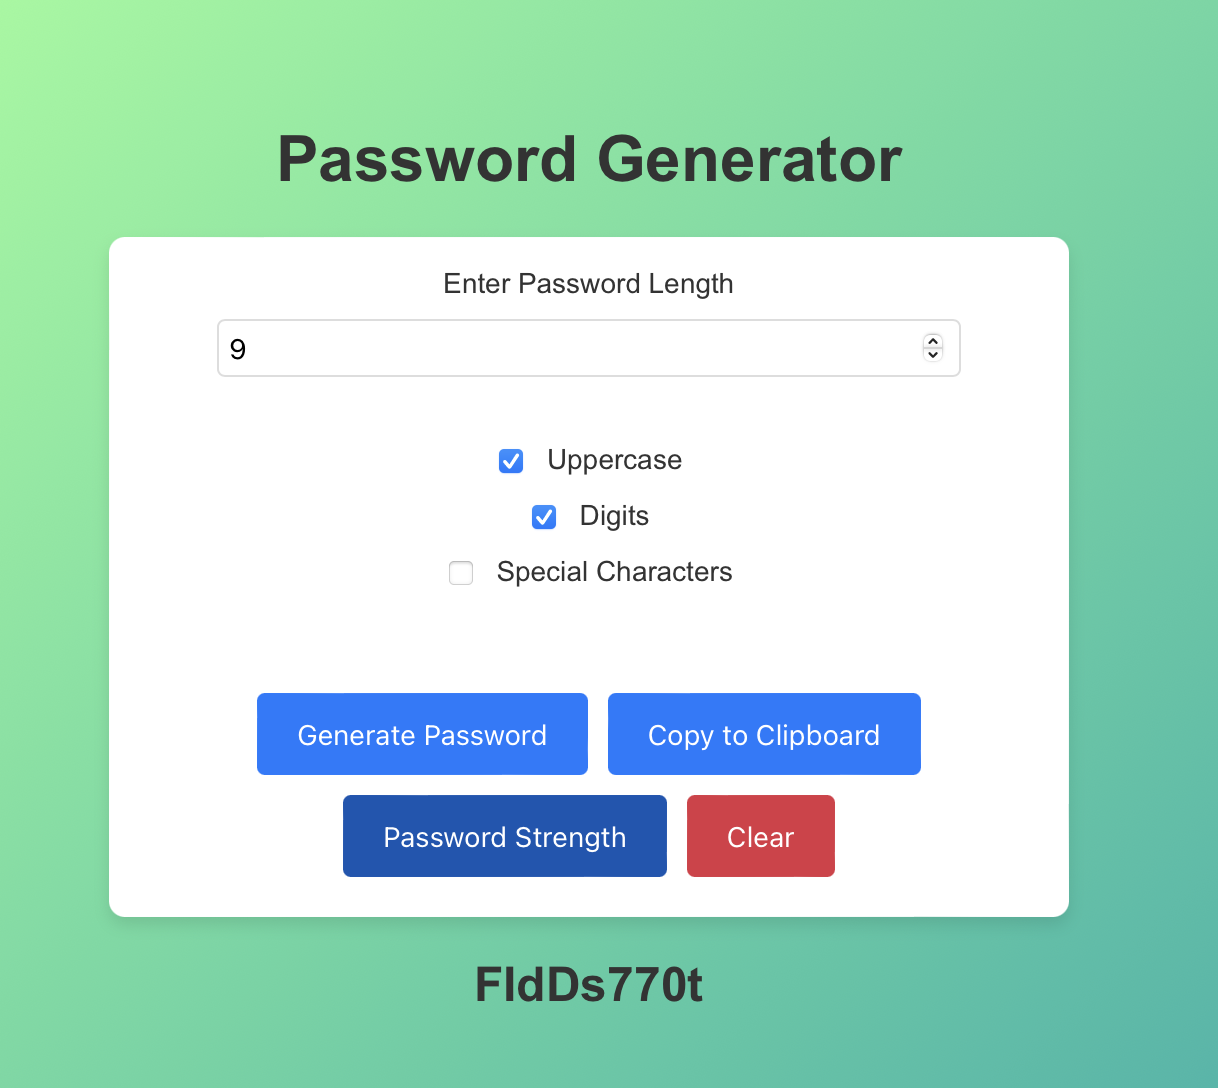 Password Generator
Enter Password Length
9
Uppercase
Digits
Special Characters
Generate Password
Copy to Clipboard
Password Strength
Clear
FldDs770t